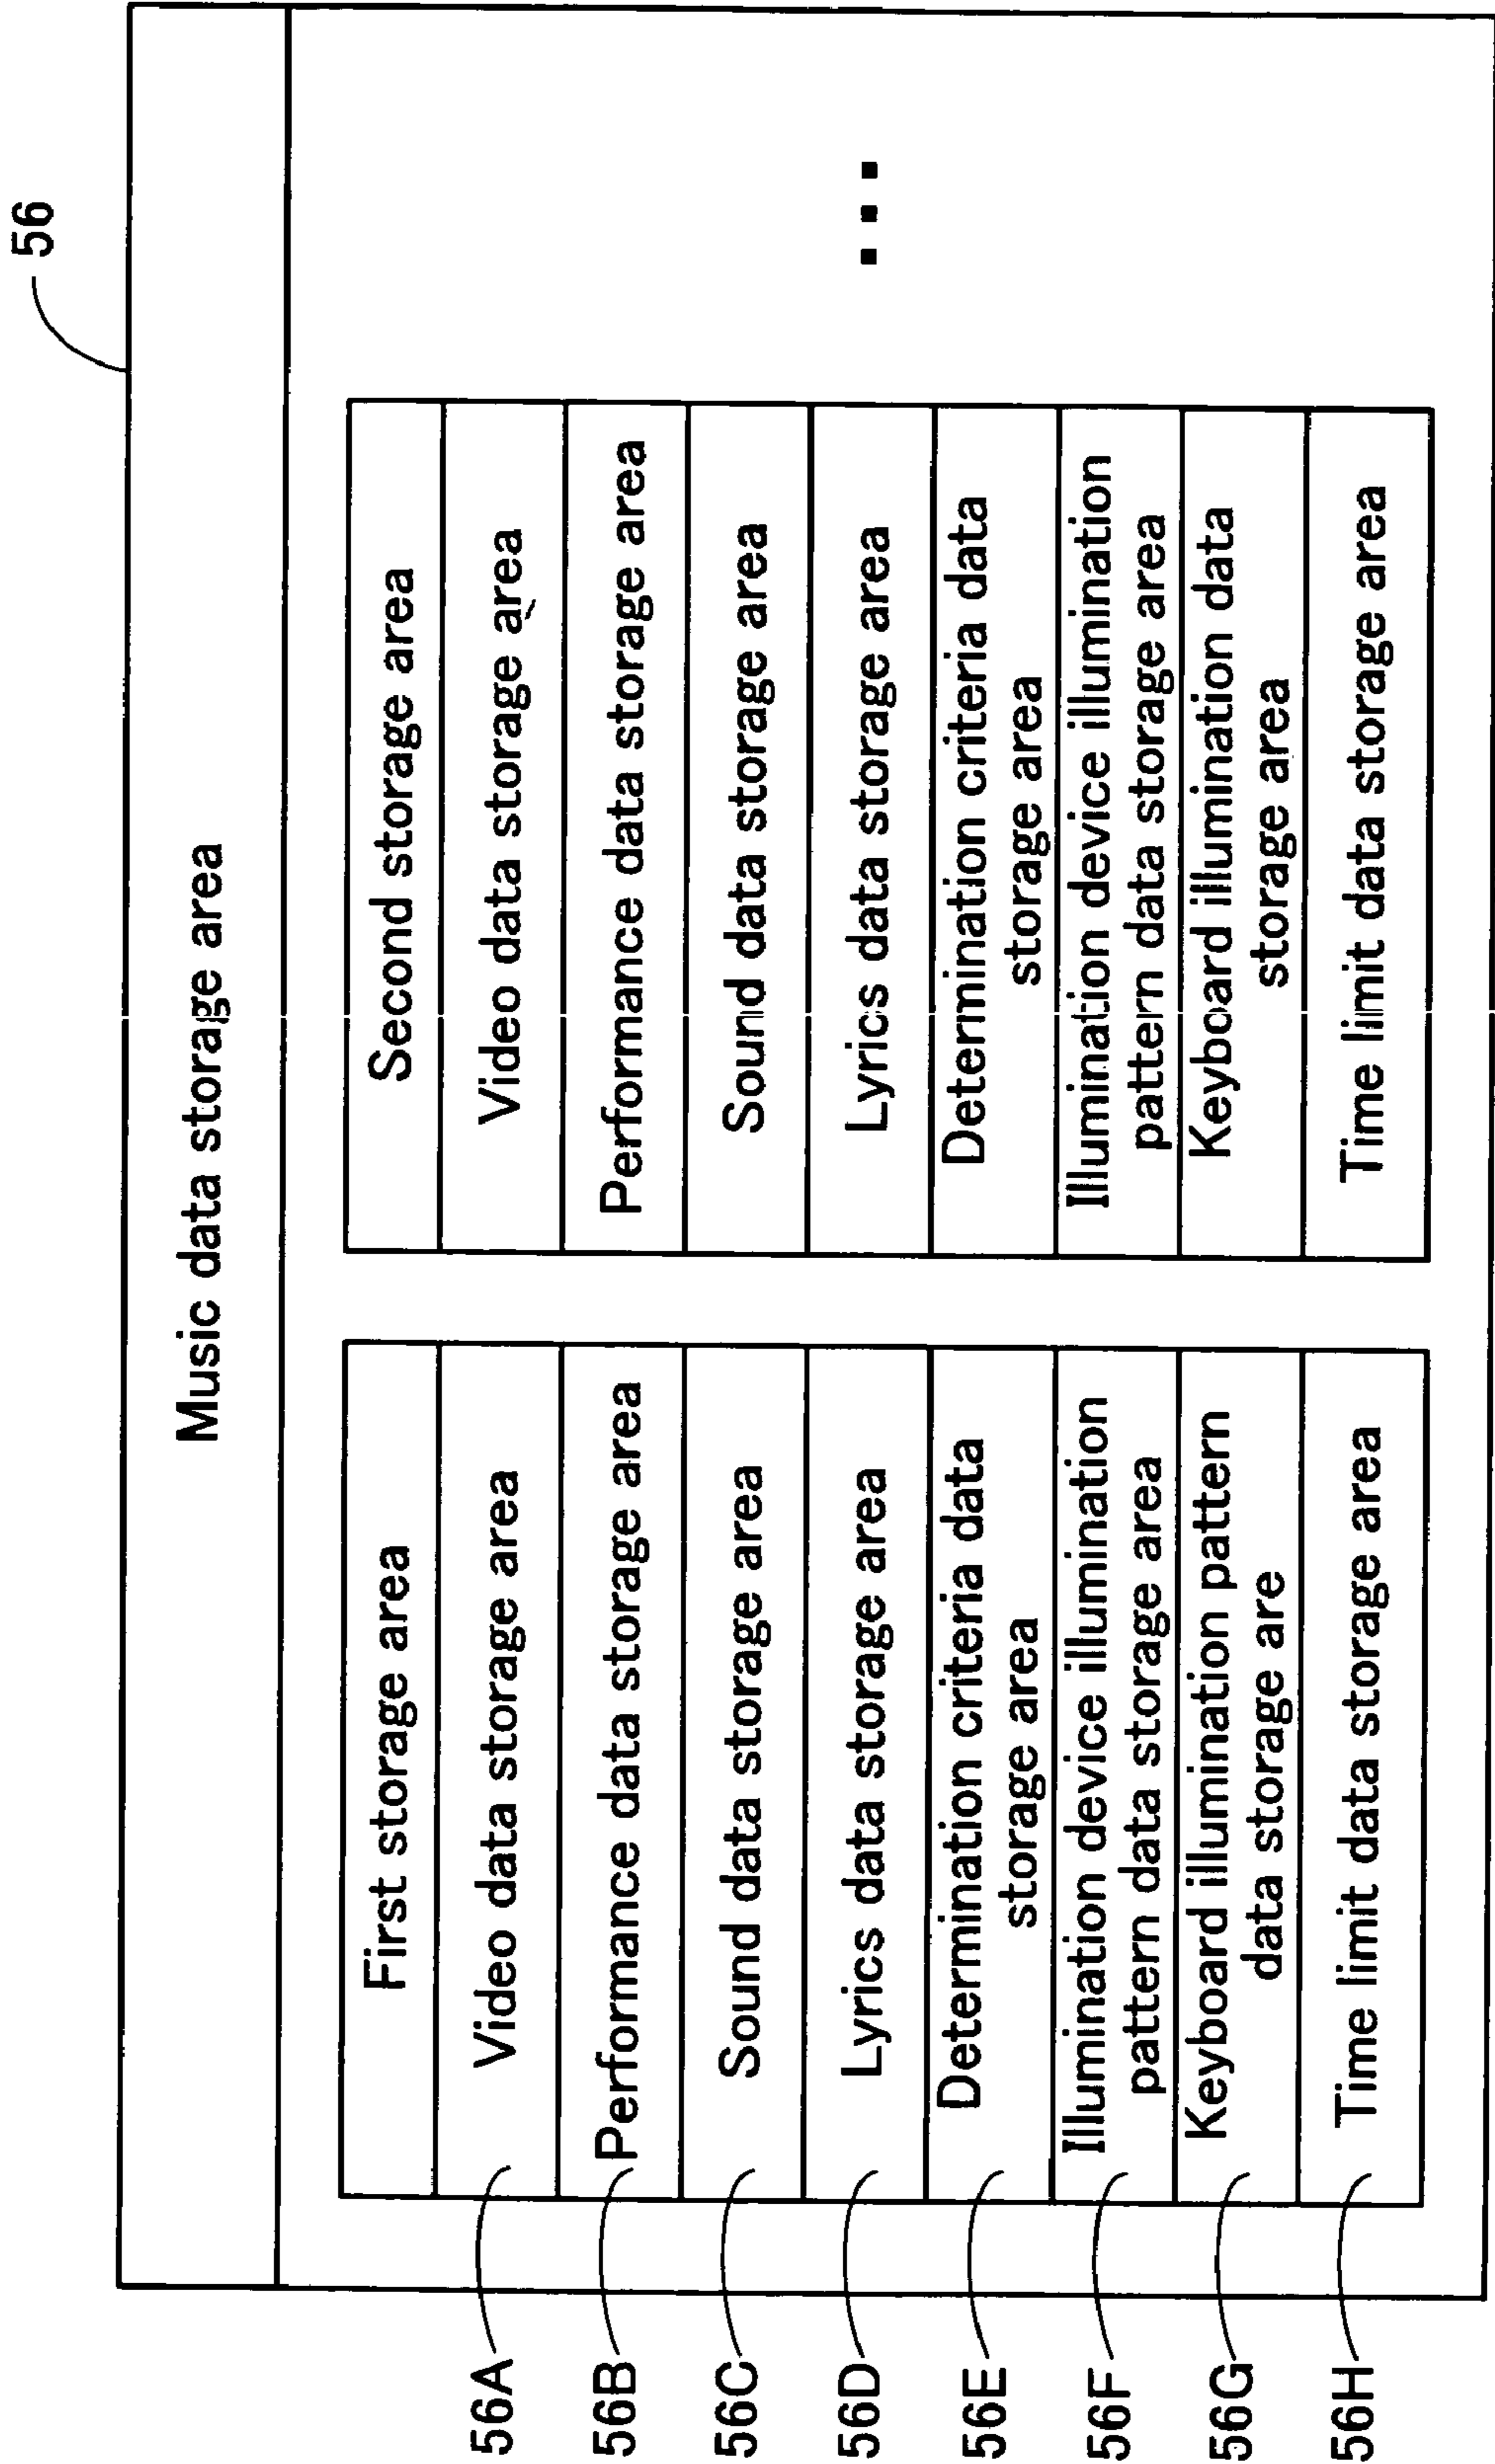 56
Music data storage area
First storage area
56A
Video data storage area
56B
Performance data storage area
56C
Sound data storage area
56D
Lyrics data storage area
56E
Determination criteria data
storage area
56F
Illumination device illumination
pattern data storage area
56G
Keyboard illumination pattern
data storage are
56H
Time limit data storage area
Second storage area
Video data storage area
Performance data storage area
Sound data storage area
Lyrics data storage area
Determination criteria data
storage area
Illumination device illumination
pattern data storage area
Keyboard illumination data
storage area
Time limit data storage area
...